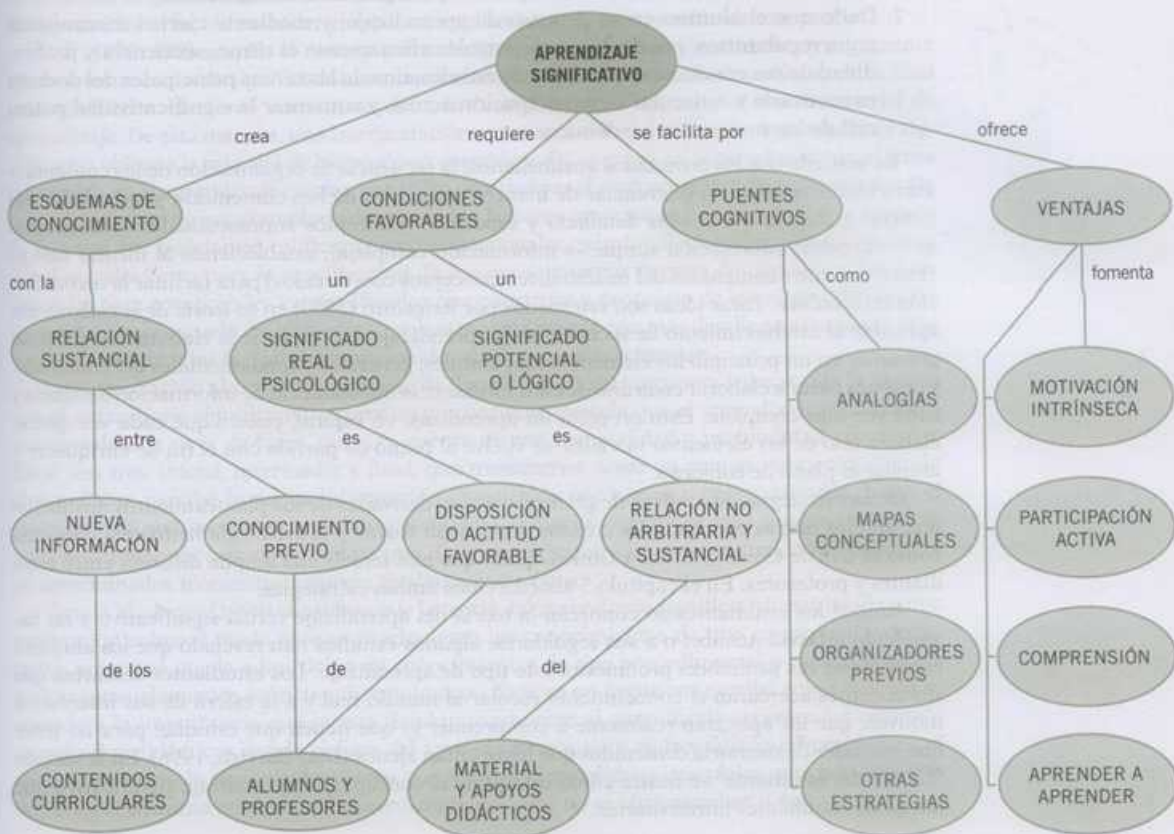 APRENDIZAJE
SIGNIFICATIVO
crea
requiere
se facilita por
ofrece
ESQUEMAS DE
CONOCIMIENTO
CONDICIONES
FAVORABLES
PUENTES
COGNITIVOS
VENTAJAS
con la
un
un
como
fomenta
RELACIÓN
SUSTANCIAL
SIGNIFICADO
REAL O
PSICOLÓGICO
SIGNIFICADO
POTENCIAL
O LÓGICO
ANALOGÍAS
MOTIVACIÓN
INTRÍNSECA
entre
es
es
NUEVA
INFORMACIÓN
CONOCIMIENTO
PREVIO
DISPOSICIÓN
O ACTITUD
FAVORABLE
RELACIÓN NO
ARBITRARIA Y
SUSTANCIAL
MAPAS
CONCEPTUALES
PARTICIPACIÓN
ACTIVA
de los
de
del
ORGANIZADORES
PREVIOS
COMPRENSIÓN
CONTENIDOS
CURRICULARES
ALUMNOS Y
PROFESORES
MATERIAL
Y APOYOS
DIDÁCTICOS
OTRAS
ESTRATEGIAS
APRENDER A
APRENDER